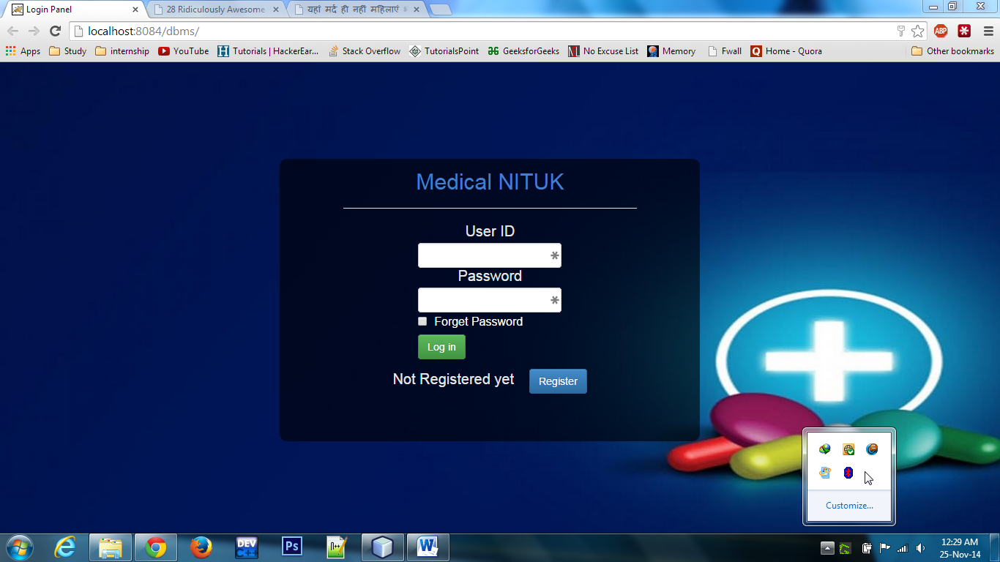 Login Panel
28 Ridiculously Awesome
यहां मर्द ही नहीं महिलाएं
localhost:8084/dbms/
ABP
Apps Study internship YouTube Tutorials | HackerEar... Stack Overflow TutorialsPoint GeeksforGeeks No Excuse List Memory Fwall Home - Quora Other bookmarks
Medical NITUK
User ID
Password
Forget Password
Log in
Not Registered yet Register
Customize...
DEV C++
Ps
12:29 AM
25-Nov-14